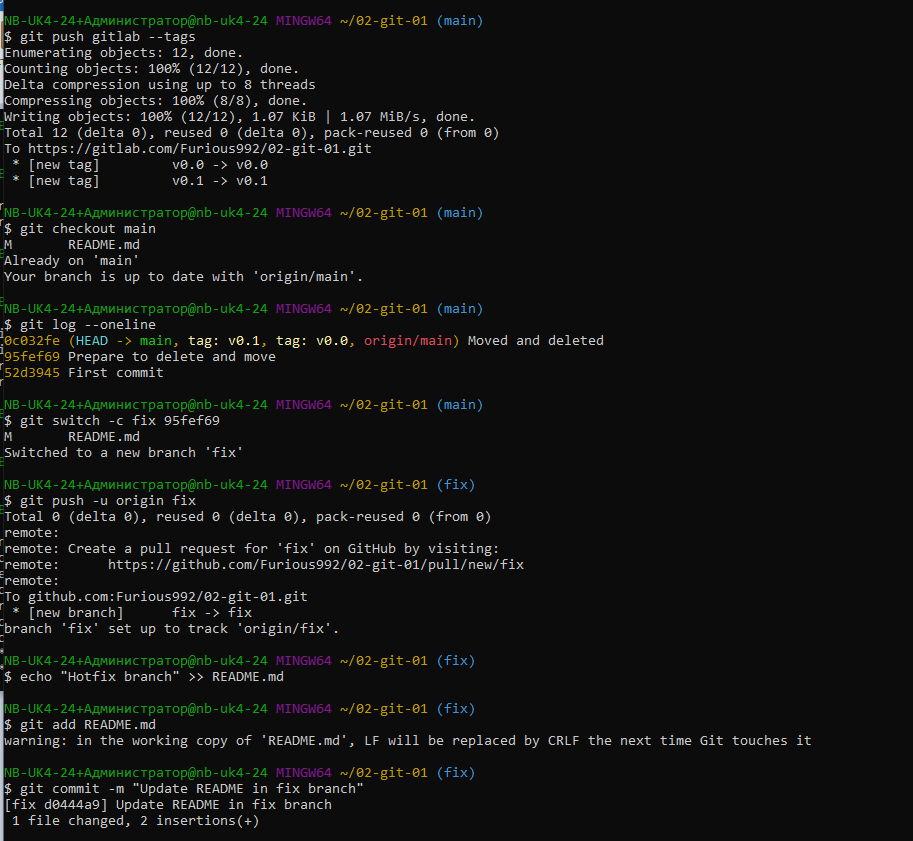 NB-UK4-24+Администратор@nb-uk4-24 MINGW64 ~/02-git-01 (main)
$ git push gitlab --tags
Enumerating objects: 12, done.
Counting objects: 100% (12/12), done.
Delta compression using up to 8 threads
Compressing objects: 100% (8/8), done.
Writing objects: 100% (12/12), 1.07 KiB | 1.07 MiB/s, done.
Total 12 (delta 0), reused 0 (delta 0), pack-reused 0 (from 0)
To https://gitlab.com/Furious992/02-git-01.git
 * [new tag]         v0.0 -> v0.0
 * [new tag]         v0.1 -> v0.1
NB-UK4-24+Администратор@nb-uk4-24 MINGW64 ~/02-git-01 (main)
$ git checkout main
M       README.md
Already on 'main'
Your branch is up to date with 'origin/main'.
NB-UK4-24+Администратор@nb-uk4-24 MINGW64 ~/02-git-01 (main)
$ git log --oneline
0c032fe (HEAD -> main, tag: v0.1, tag: v0.0, origin/main) Moved and deleted
95fef69 Prepare to delete and move
52d3945 First commit
NB-UK4-24+Администратор@nb-uk4-24 MINGW64 ~/02-git-01 (main)
$ git switch -c fix 95fef69
M       README.md
Switched to a new branch 'fix'
NB-UK4-24+Администратор@nb-uk4-24 MINGW64 ~/02-git-01 (fix)
$ git push -u origin fix
Total 0 (delta 0), reused 0 (delta 0), pack-reused 0 (from 0)
remote:
remote: Create a pull request for 'fix' on GitHub by visiting:
remote:      https://github.com/Furious992/02-git-01/pull/new/fix
remote:
To github.com:Furious992/02-git-01.git
 * [new branch]      fix -> fix
branch 'fix' set up to track 'origin/fix'.
NB-UK4-24+Администратор@nb-uk4-24 MINGW64 ~/02-git-01 (fix)
$ echo "Hotfix branch" >> README.md
NB-UK4-24+Администратор@nb-uk4-24 MINGW64 ~/02-git-01 (fix)
$ git add README.md
warning: in the working copy of 'README.md', LF will be replaced by CRLF the next time Git touches it
NB-UK4-24+Администратор@nb-uk4-24 MINGW64 ~/02-git-01 (fix)
$ git commit -m "Update README in fix branch"
[fix d0444a9] Update README in fix branch
 1 file changed, 2 insertions(+)